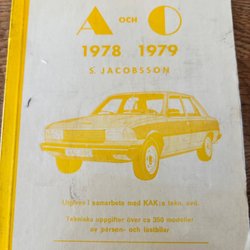 A OCH O
1978 1979
S. JACOBSSON
Utgiven i samarbete med KAK:s tekn. avd.
Tekniska uppgifter över ca 350 modeller
av person- och lastbilar